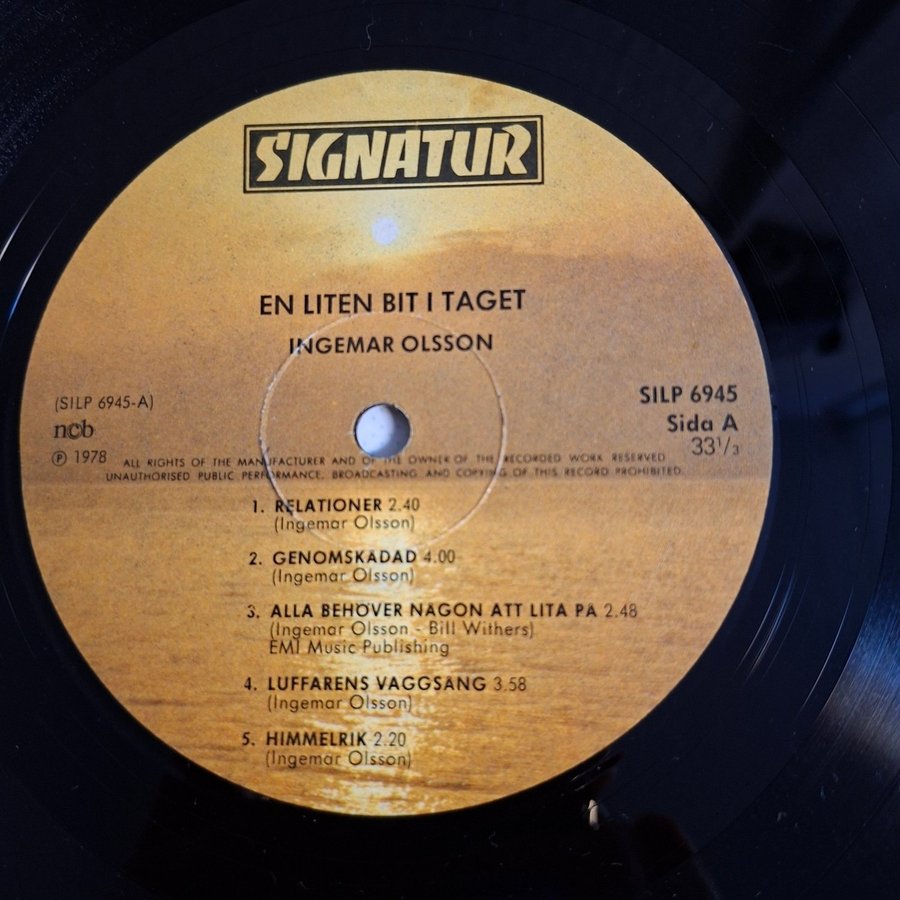 SIGNATUR
EN LITEN BIT I TAGET
INGEMAR OLSSON
(SILP 6945-A)
ncb
Ⓟ 1978
SILP 6945
Sida A
33 1/3
ALL RIGHTS OF THE MANUFACTURER AND OF THE OWNER OF THE RECORDED WORK RESERVED
UNAUTHORISED PUBLIC PERFORMANCE, BROADCASTING AND COPYING OF THIS RECORD PROHIBITED.
1. RELATIONER 2.40
(Ingemar Olsson)
2. GENOMSKADAD 4.00
(Ingemar Olsson)
3. ALLA BEHÖVER NAGON ATT LITA PA 2.48
(Ingemar Olsson - Bill Withers)
EMI Music Publishing
4. LUFFARENS VAGGSANG 3.58
(Ingemar Olsson)
5. HIMMELRIK 2.20
(Ingemar Olsson)